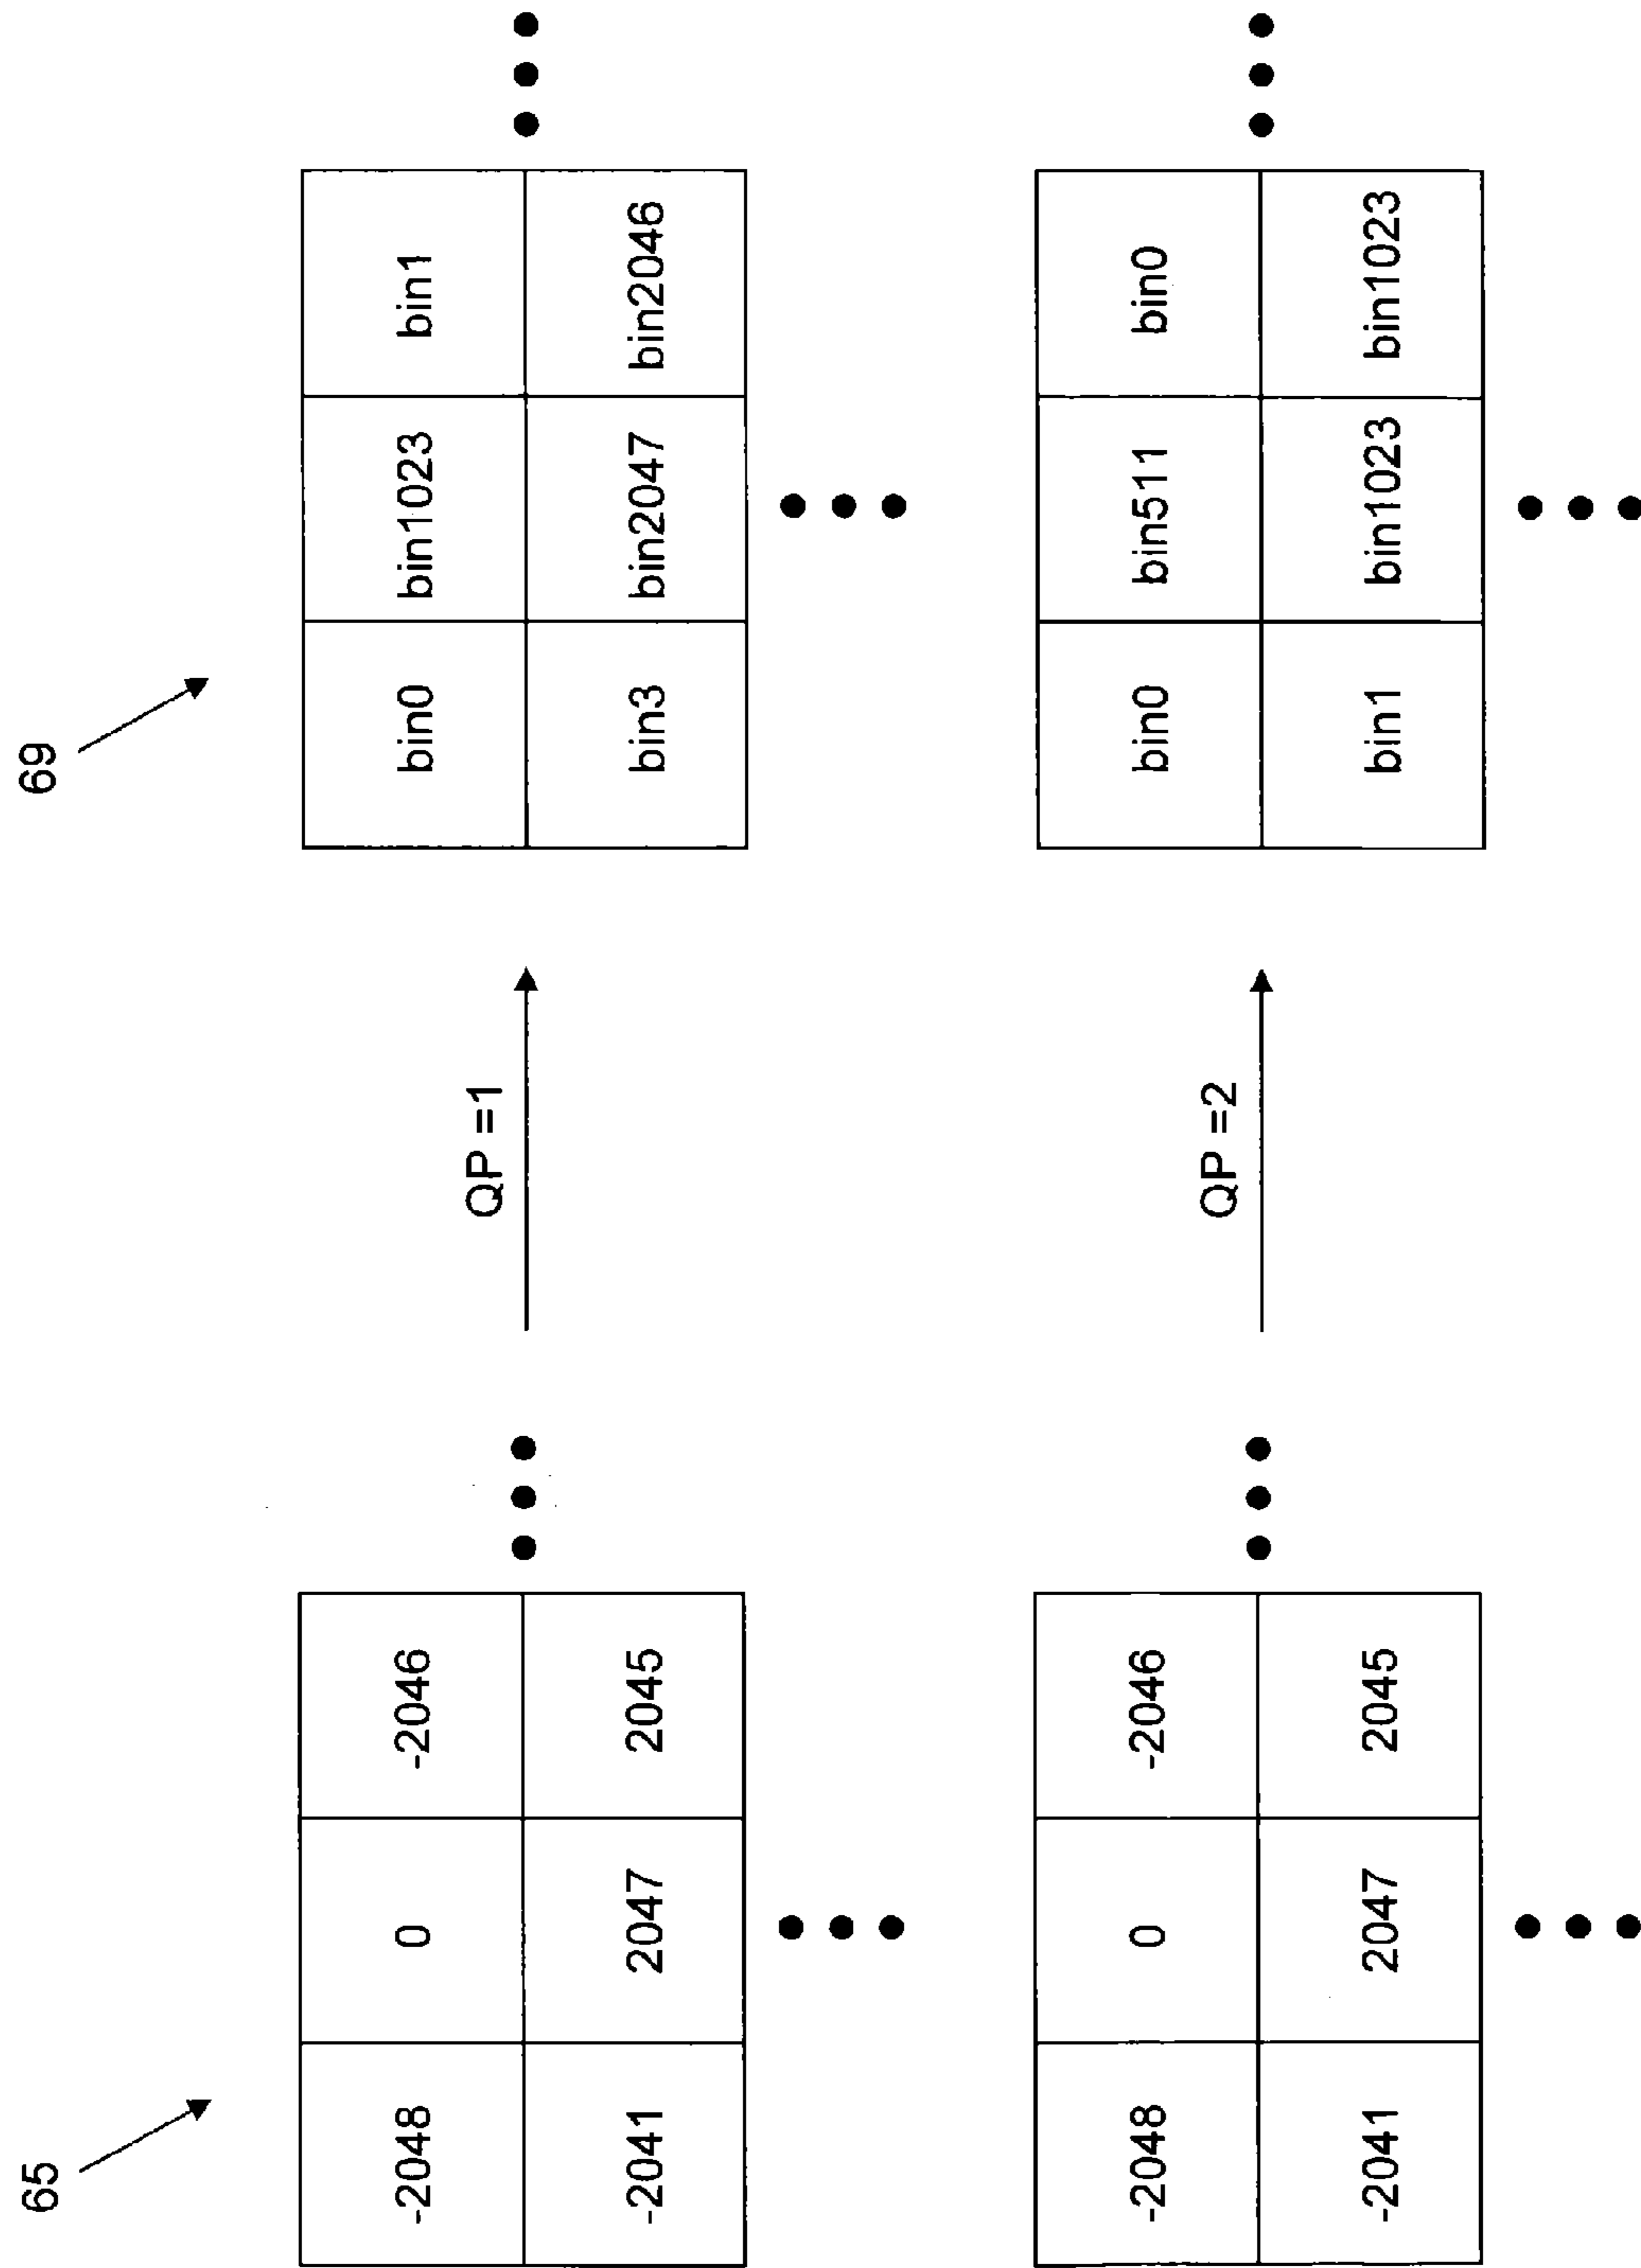 65
69
-2048 0 -2046
-2041 2047 2045
QP =1
bin0 bin1023 bin1
bin3 bin2047 bin2046
-2048 0 -2046
-2041 2047 2045
QP =2
bin0 bin511 bin0
bin1 bin1023 bin1023